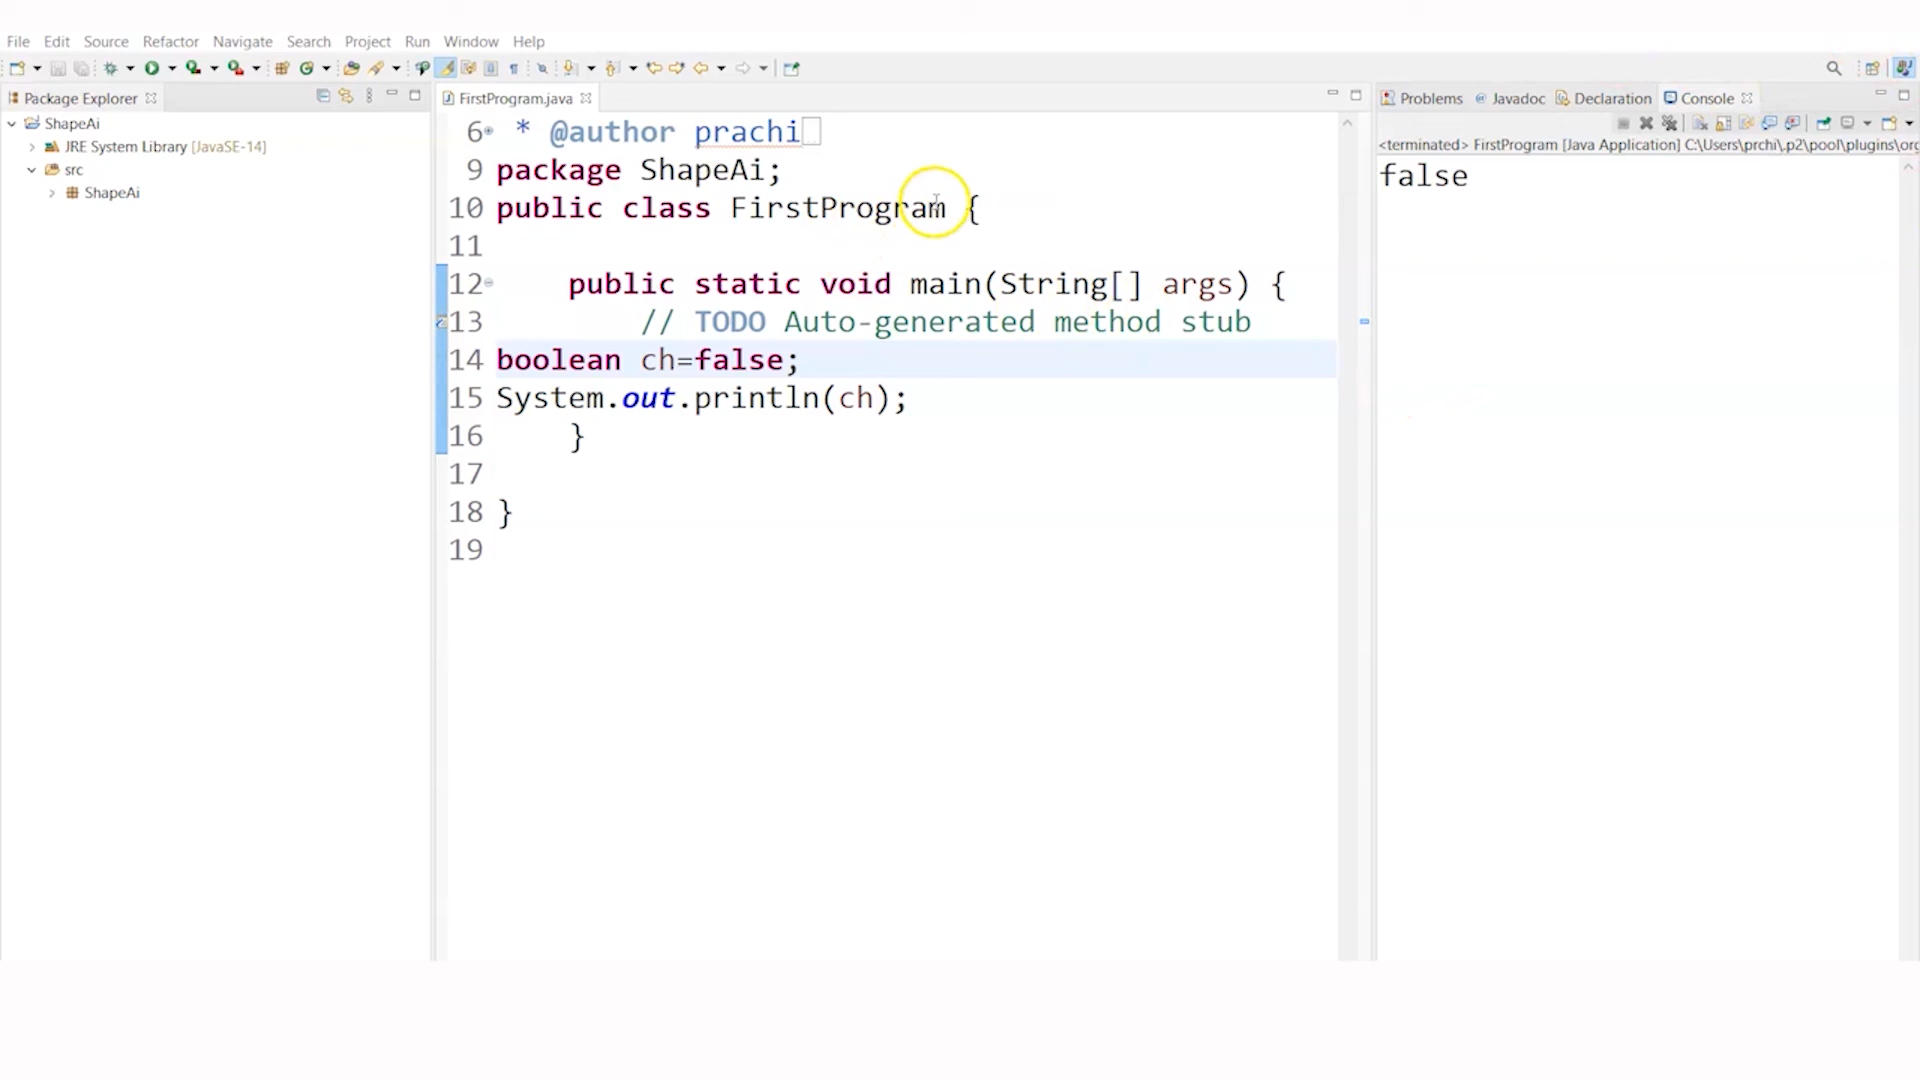 File Edit Source Refactor Navigate Search Project Run Window Help
Package Explorer
ShapeAi
JRE System Library [JavaSE-14]
src
ShapeAi
FirstProgram.java
6 * @author prachi
9 package ShapeAi;
10 public class FirstProgram {
11
12 public static void main(String[] args) {
13 // TODO Auto-generated method stub
14 boolean ch=false;
15 System.out.println(ch);
16 }
17
18 }
19
Problems @ Javadoc Declaration Console
<terminated> FirstProgram [Java Application] C:\Users\prchi\.p2\pool\plugins\org
false